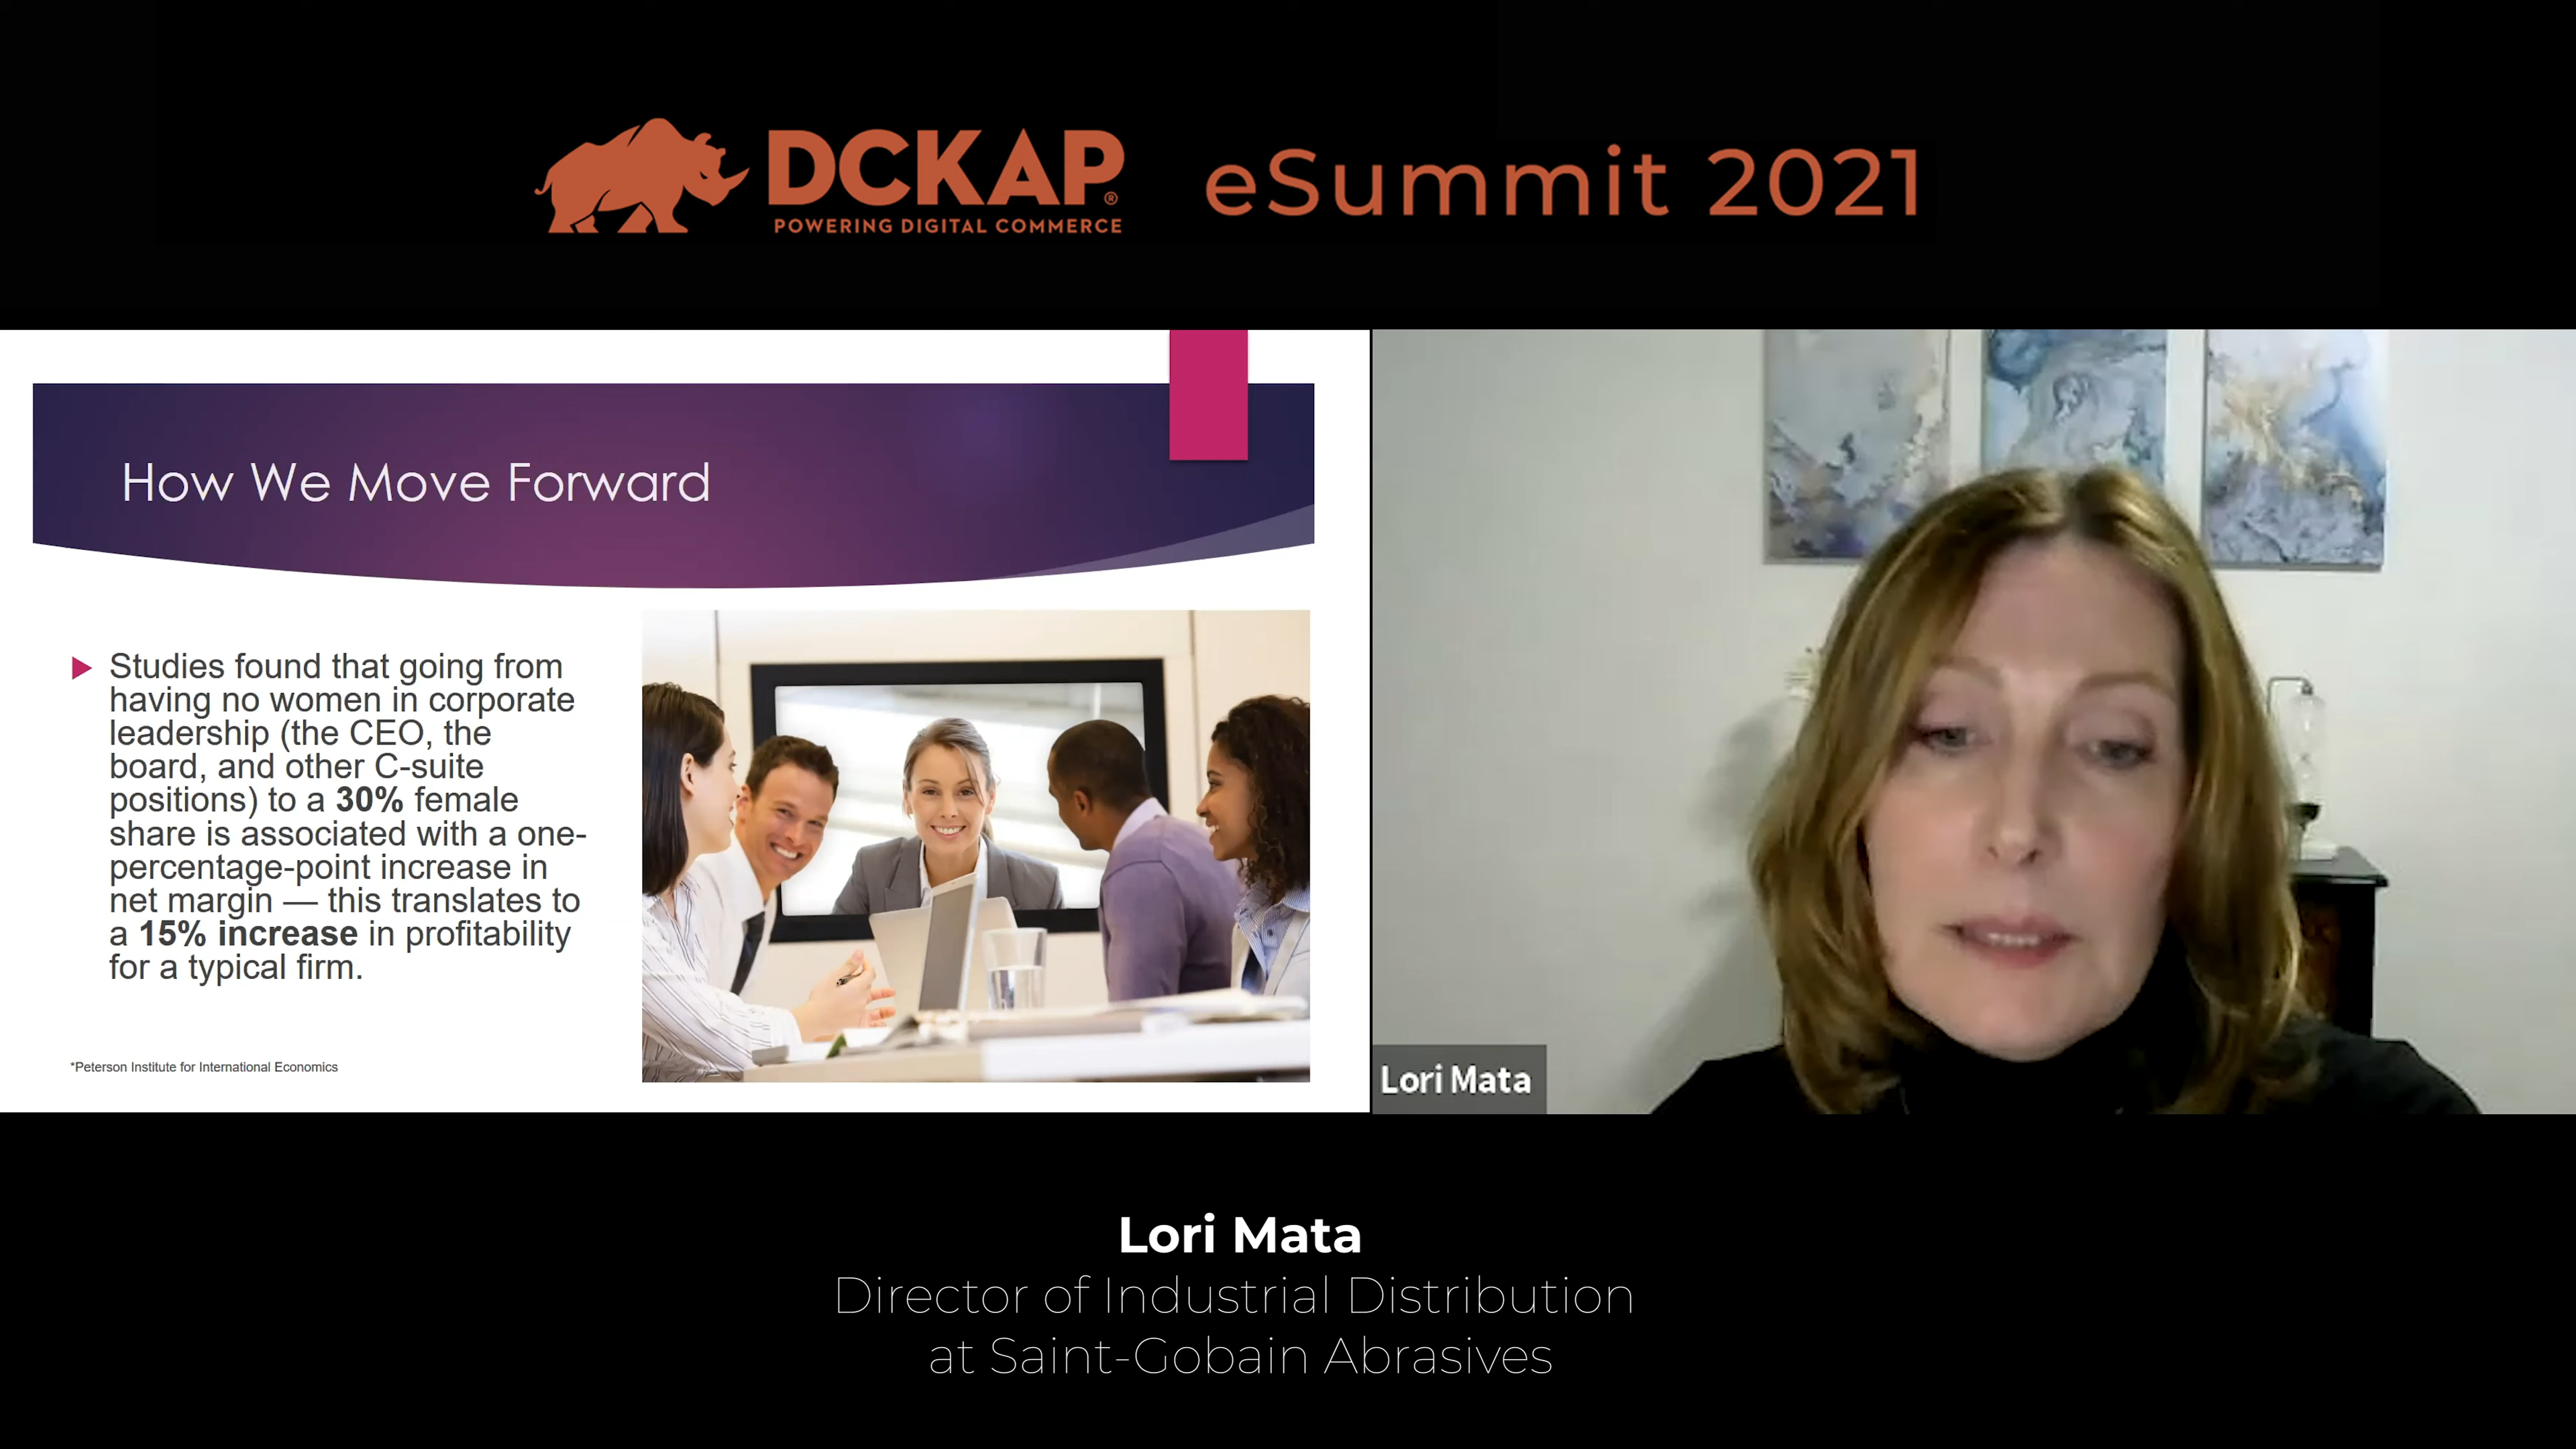 DCKAP®
POWERING DIGITAL COMMERCE
eSummit 2021
How We Move Forward
Studies found that going from
having no women in corporate
leadership (the CEO, the
board, and other C-suite
positions) to a 30% female
share is associated with a one-
percentage-point increase in
net margin — this translates to
a 15% increase in profitability
for a typical firm.
*Peterson Institute for International Economics
Lori Mata
Lori Mata
Director of Industrial Distribution
at Saint-Gobain Abrasives